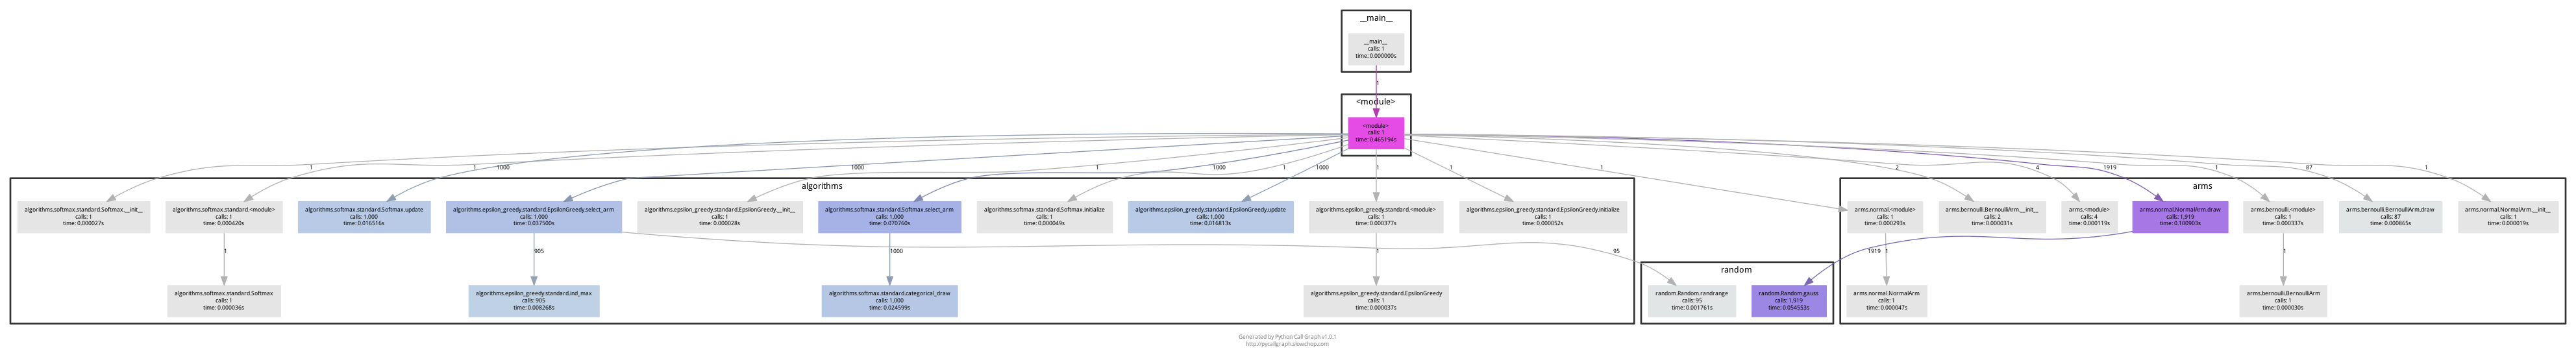 __main__
__main__
calls: 1
time: 0.000000s
1
<module>
<module>
calls: 1
time: 0.465194s
1
1
1000
1000
1
1000
1
1000
1
1
1
2
4
1919
1
87
1
algorithms
arms
algorithms.softmax.standard.Softmax.__init__
calls: 1
time: 0.000027s
algorithms.softmax.standard.<module>
calls: 1
time: 0.000420s
algorithms.softmax.standard.Softmax.update
calls: 1,000
time: 0.016516s
algorithms.epsilon_greedy.standard.EpsilonGreedy.select_arm
calls: 1,000
time: 0.037500s
algorithms.epsilon_greedy.standard.EpsilonGreedy.__init__
calls: 1
time: 0.000028s
algorithms.softmax.standard.Softmax.select_arm
calls: 1,000
time: 0.070760s
algorithms.softmax.standard.Softmax.initialize
calls: 1
time: 0.000049s
algorithms.epsilon_greedy.standard.EpsilonGreedy.update
calls: 1,000
time: 0.016813s
algorithms.epsilon_greedy.standard.<module>
calls: 1
time: 0.000377s
algorithms.epsilon_greedy.standard.EpsilonGreedy.initialize
calls: 1
time: 0.000052s
arms.normal.<module>
calls: 1
time: 0.000293s
arms.bernoulli.BernoulliArm.__init__
calls: 2
time: 0.000031s
arms.<module>
calls: 4
time: 0.000119s
arms.normal.NormalArm.draw
calls: 1,919
time: 0.100903s
arms.bernoulli.<module>
calls: 1
time: 0.000337s
arms.bernoulli.BernoulliArm.draw
calls: 87
time: 0.000865s
arms.normal.NormalArm.__init__
calls: 1
time: 0.000019s
1
905
1000
1
95
1919
1
1
random
algorithms.softmax.standard.Softmax
calls: 1
time: 0.000036s
algorithms.epsilon_greedy.standard.ind_max
calls: 905
time: 0.008268s
algorithms.softmax.standard.categorical_draw
calls: 1,000
time: 0.024599s
algorithms.epsilon_greedy.standard.EpsilonGreedy
calls: 1
time: 0.000037s
random.Random.randrange
calls: 95
time: 0.001761s
random.Random.gauss
calls: 1,919
time: 0.054553s
arms.normal.NormalArm
calls: 1
time: 0.000047s
arms.bernoulli.BernoulliArm
calls: 1
time: 0.000030s
Generated by Python Call Graph v1.0.1
http://pycallgraph.slowchop.com